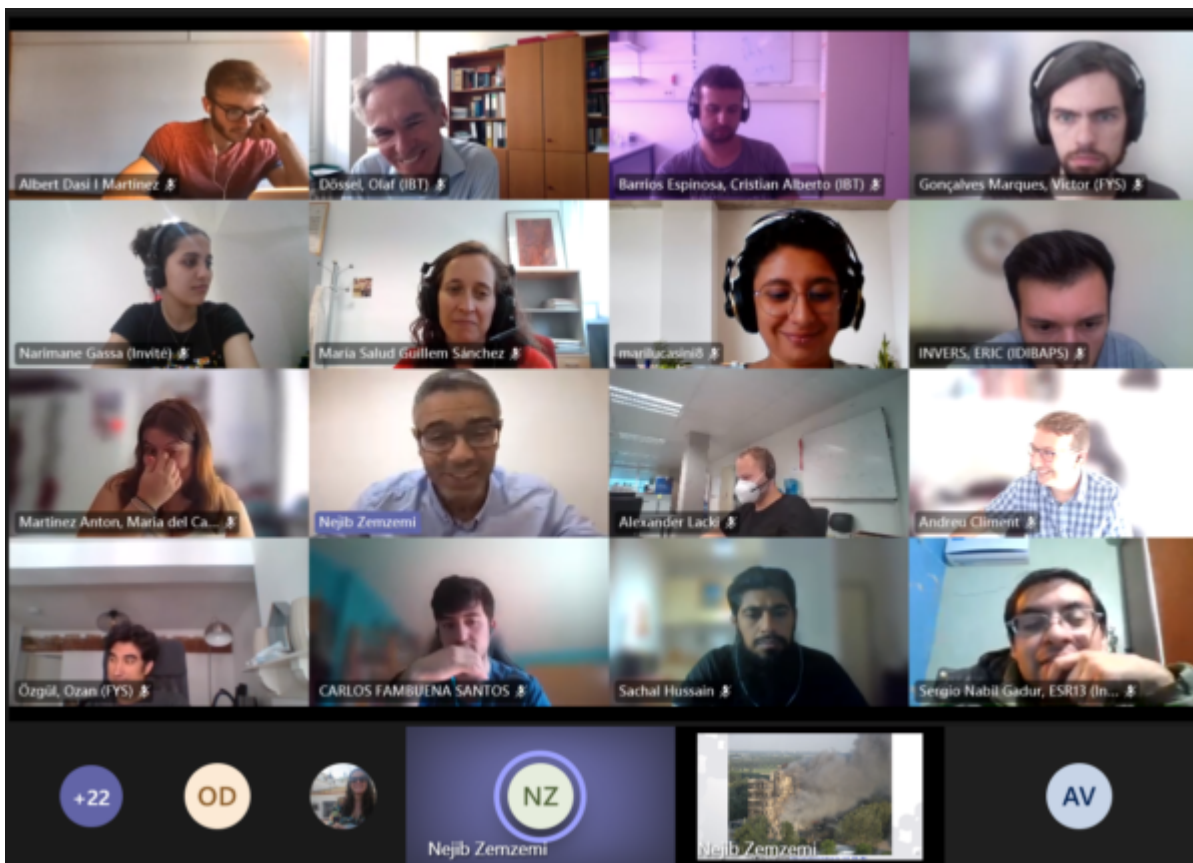 Albert Dasi I Martinez
Dössel, Olaf (IBT)
Barrios Espinosa, Cristian Alberto (IBT)
Gonçalves Marques, Victor (FYS)
Narimane Gassa (Invité)
María Salud Guillem Sánchez
marilucasini8
INVERS, ERIC (IDIBAPS)
Martinez Anton, Maria del Ca...
Nejib Zemzemi
Alexander Lacki
Andreu Climent
Özgül, Ozan (FYS)
CARLOS FAMBUENA SANTOS
Sachal Hussain
Sergio Nabil Gadur, ESR13 (In...
+22
OD
NZ
AV
Nejib Zemzemi
Nejib Zemzemi